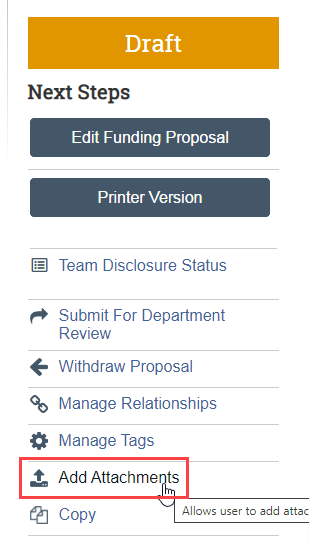 Draft
Next Steps
Edit Funding Proposal
Printer Version
Team Disclosure Status
Submit For Department
Review
Withdraw Proposal
Manage Relationships
Manage Tags
Add Attachments
Allows user to add attac
Copy